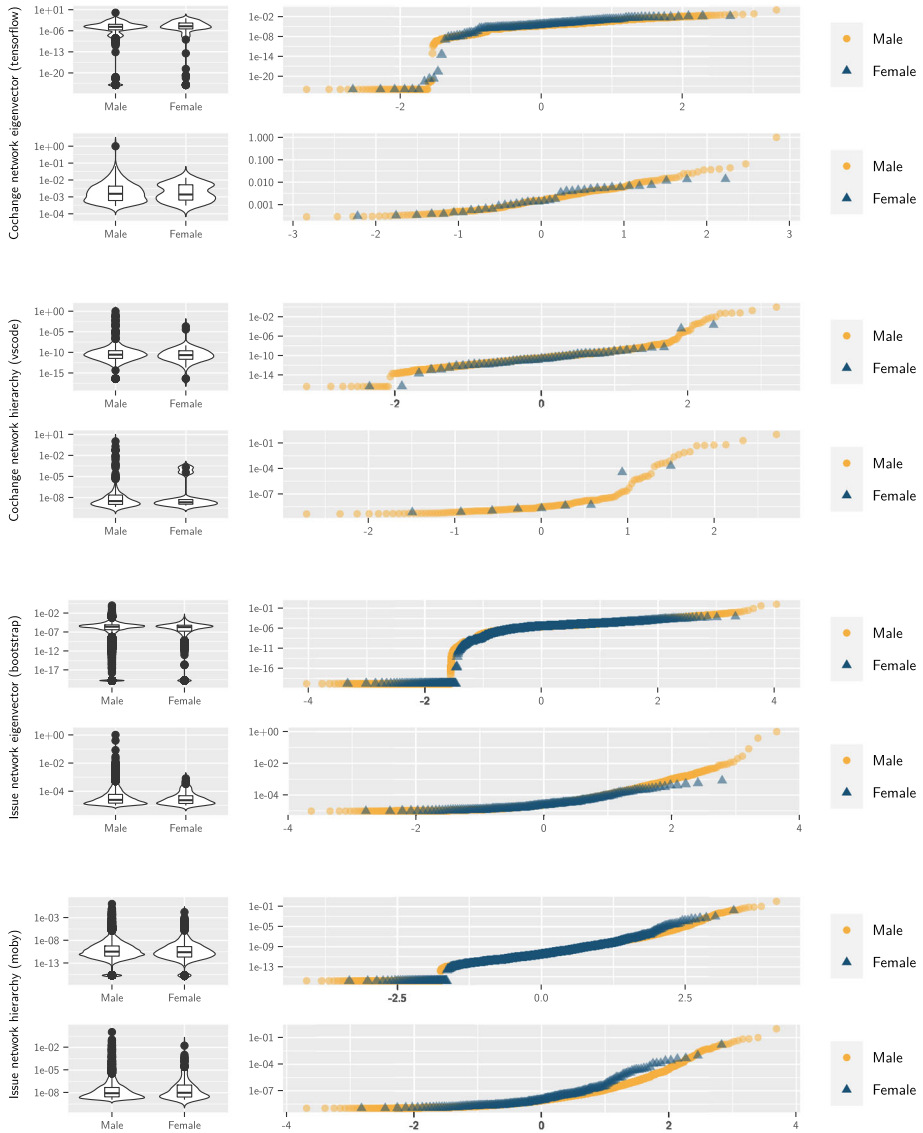 Cochange network eigenvector (tensorflow)
1e+01
1e-06
1e-13
1e-20
Male Female
1e-02
1e-08
1e-14
1e-20
-2 0 2
Male
Female
1e+00
1e-01
1e-02
1e-03
1e-04
Male Female
1.000
0.100
0.010
0.001
-3 -2 -1 0 1 2 3
Male
Female
Cochange network hierarchy (vscode)
1e+00
1e-05
1e-10
1e-15
Male Female
1e-02
1e-06
1e-10
1e-14
-2 0 2
Male
Female
1e+01
1e-02
1e-05
1e-08
Male Female
1e-01
1e-04
1e-07
-2 -1 0 1 2
Male
Female
Issue network eigenvector (bootstrap)
1e-02
1e-07
1e-12
1e-17
Male Female
1e-01
1e-06
1e-11
1e-16
-4 -2 0 2 4
Male
Female
1e+00
1e-02
1e-04
Male Female
1e+00
1e-02
1e-04
-4 -2 0 2 4
Male
Female
Issue network hierarchy (moby)
1e-03
1e-08
1e-13
Male Female
1e-01
1e-05
1e-09
1e-13
-2.5 0.0 2.5
Male
Female
1e-02
1e-05
1e-08
Male Female
1e-01
1e-04
1e-07
-4 -2 0 2 4
Male
Female